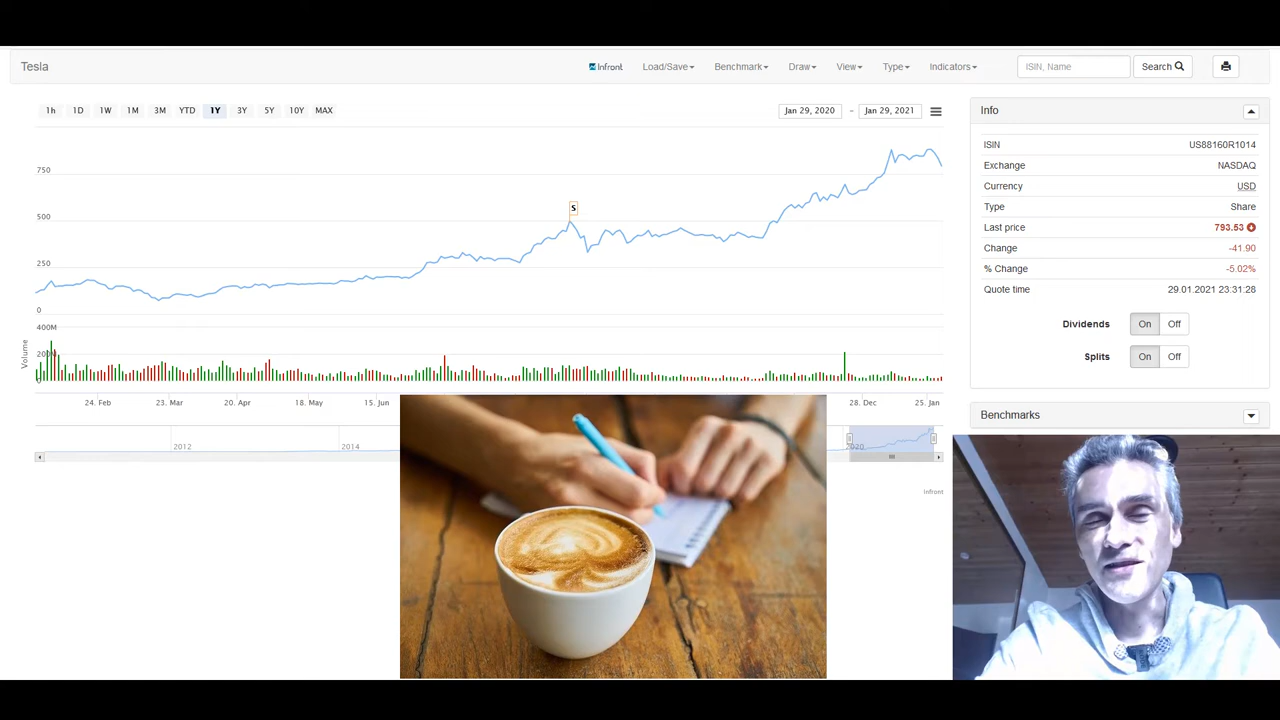 Tesla Infront Load/Save Benchmark Draw View Type Indicators ISIN, Name Search
1h 1D 1W 1M 3M YTD 1Y 3Y 5Y 10Y MAX Jan 29, 2020 - Jan 29, 2021
750
500
250
0
S
400M
200M
0
Volume
24. Feb 23. Mar 20. Apr 18. May 15. Jun 28. Dec 25. Jan
2012 2014 2020
Infront
Info
ISIN US88160R1014
Exchange NASDAQ
Currency USD
Type Share
Last price 793.53
Change -41.90
% Change -5.02%
Quote time 29.01.2021 23:31:28
Dividends On Off
Splits On Off
Benchmarks